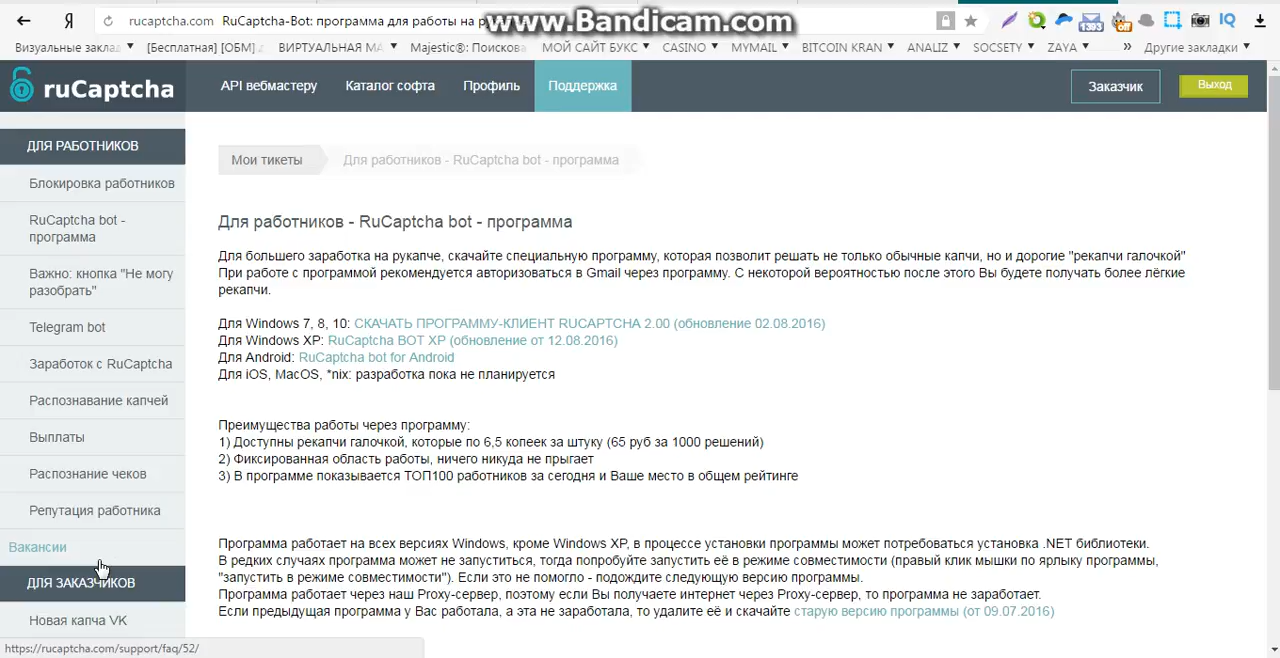 rucaptcha.com RuCaptcha-Bot: программа для работы на р
www.Bandicam.com
Визуальные заклад
[Бесплатная] [ОБМ]
ВИРТУАЛЬНАЯ МА
Majestic®: Поискова
МОЙ САЙТ БУКС
CASINO
MYMAIL
BITCOIN KRAN
ANALIZ
SOCSETY
ZAYA
»
Другие закладки
1393
off
IQ
ruCaptcha
API вебмастеру
Каталог софта
Профиль
Поддержка
Заказчик
Выход
ДЛЯ РАБОТНИКОВ
Блокировка работников
RuCaptcha bot -
программа
Важно: кнопка "Не могу
разобрать"
Telegram bot
Заработок с RuCaptcha
Распознавание капчей
Выплаты
Распознание чеков
Репутация работника
Вакансии
ДЛЯ ЗАКАЗЧИКОВ
Новая капча VK
Мои тикеты
Для работников - RuCaptcha bot - программа
Для работников - RuCaptcha bot - программа
Для большего заработка на рукапче, скачайте специальную программу, которая позволит решать не только обычные капчи, но и дорогие "рекапчи галочкой"
При работе с программой рекомендуется авторизоваться в Gmail через программу. С некоторой вероятностью после этого Вы будете получать более лёгкие
рекапчи.
Для Windows 7, 8, 10: СКАЧАТЬ ПРОГРАММУ-КЛИЕНТ RUCAPTCHA 2.00 (обновление 02.08.2016)
Для Windows XP: RuCaptcha BOT XP (обновление от 12.08.2016)
Для Android: RuCaptcha bot for Android
Для iOS, MacOS, *nix: разработка пока не планируется
Преимущества работы через программу:
1) Доступны рекапчи галочкой, которые по 6,5 копеек за штуку (65 руб за 1000 решений)
2) Фиксированная область работы, ничего никуда не прыгает
3) В программе показывается ТОП100 работников за сегодня и Ваше место в общем рейтинге
Программа работает на всех версиях Windows, кроме Windows XP, в процессе установки программы может потребоваться установка .NET библиотеки.
В редких случаях программа может не запуститься, тогда попробуйте запустить её в режиме совместимости (правый клик мышки по ярлыку программы,
"запустить в режиме совместимости"). Если это не помогло - подождите следующую версию программы.
Программа работает через наш Proxy-сервер, поэтому если Вы получаете интернет через Proxy-сервер, то программа не заработает.
Если предыдущая программа у Вас работала, а эта не заработала, то удалите её и скачайте старую версию программы (от 09.07.2016)
https://rucaptcha.com/support/faq/52/